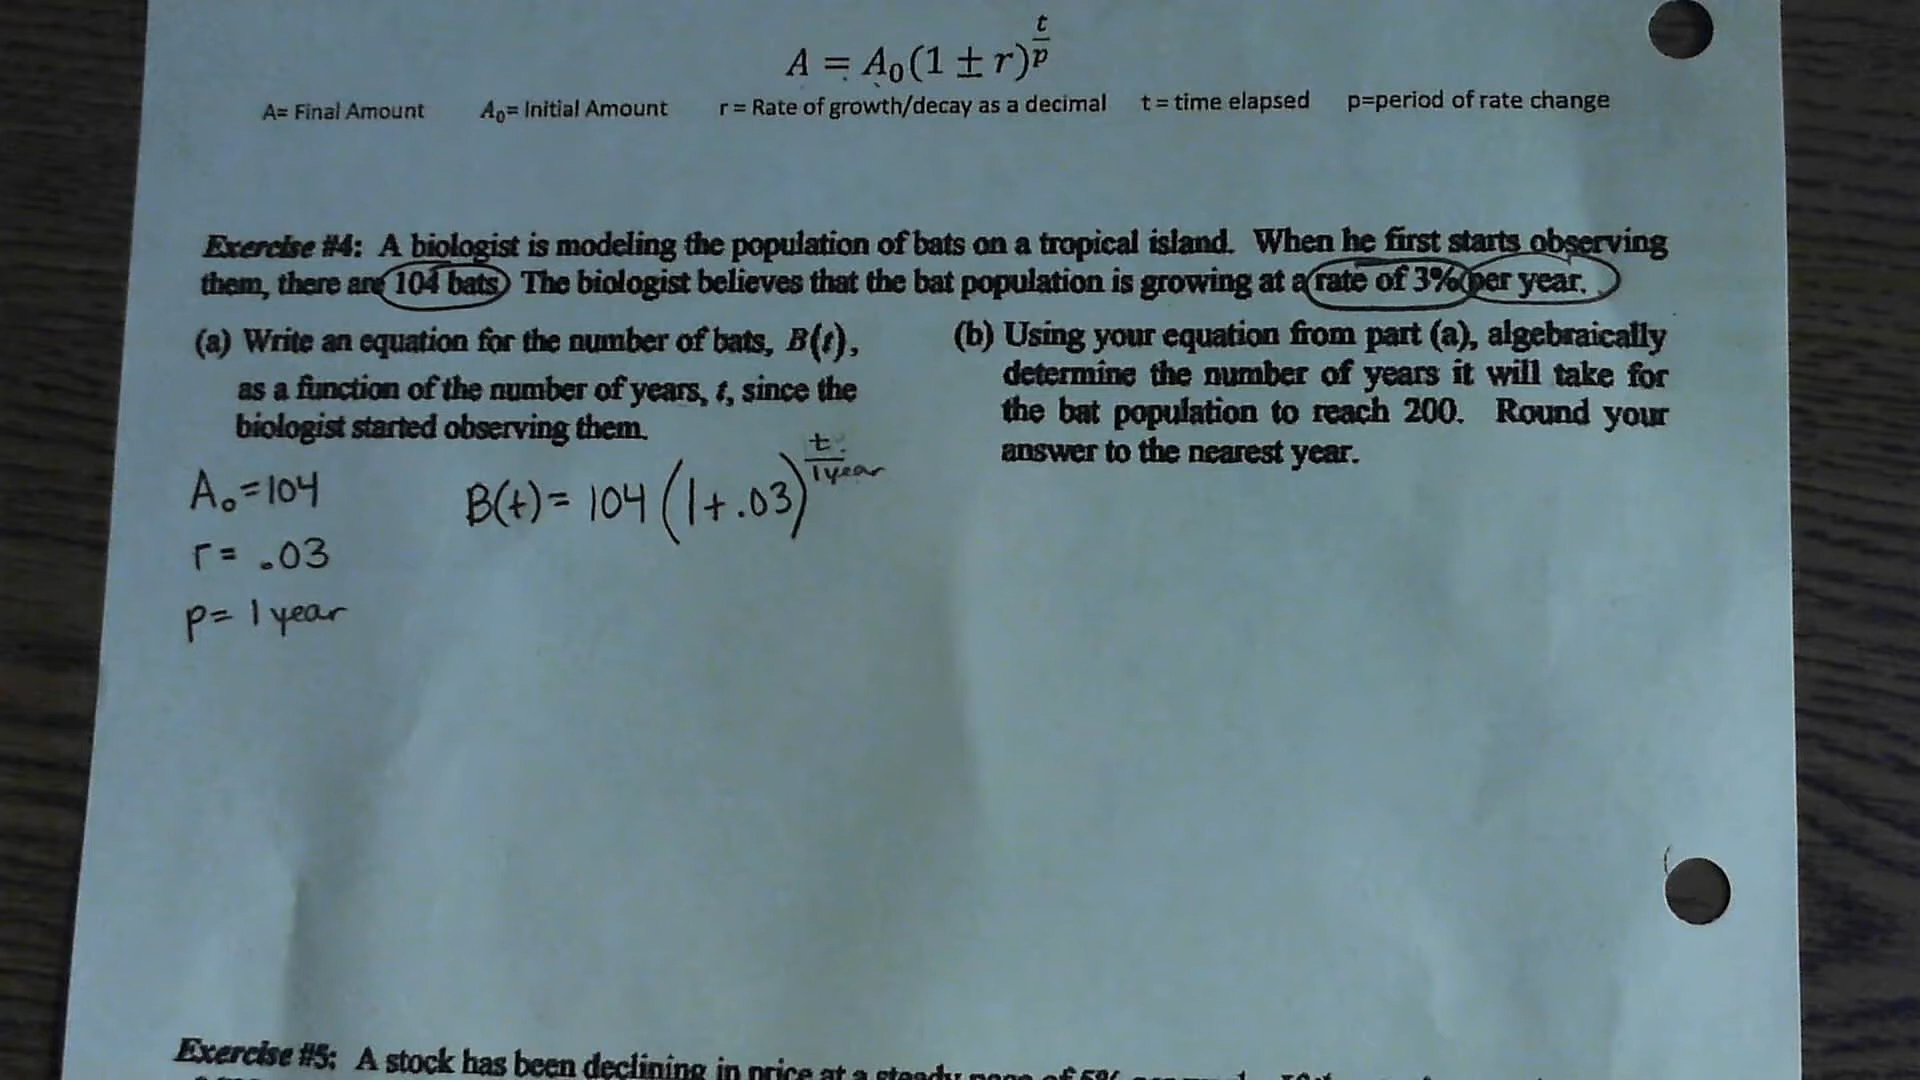 A = A₀(1 ± r)^(t/p)
A= Final Amount A₀= Initial Amount r = Rate of growth/decay as a decimal t = time elapsed p=period of rate change
Exercise #4: A biologist is modeling the population of bats on a tropical island. When he first starts observing
them, there are 104 bats. The biologist believes that the bat population is growing at a rate of 3% per year.
(a) Write an equation for the number of bats, B(t),
as a function of the number of years, t, since the
biologist started observing them.
A₀=104
r= .03
p= 1 year
B(t)= 104 (1+.03)^(t/1year)
(b) Using your equation from part (a), algebraically
determine the number of years it will take for
the bat population to reach 200. Round your
answer to the nearest year.
Exercise #5: A stock has been declining in price at a steady pace of 5%